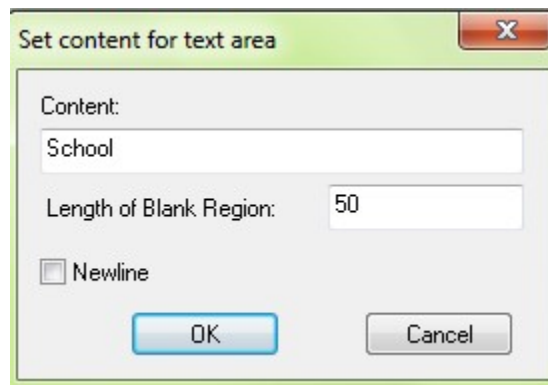 Set content for text area
Content:
School
Length of Blank Region: 50
Newline
OK Cancel